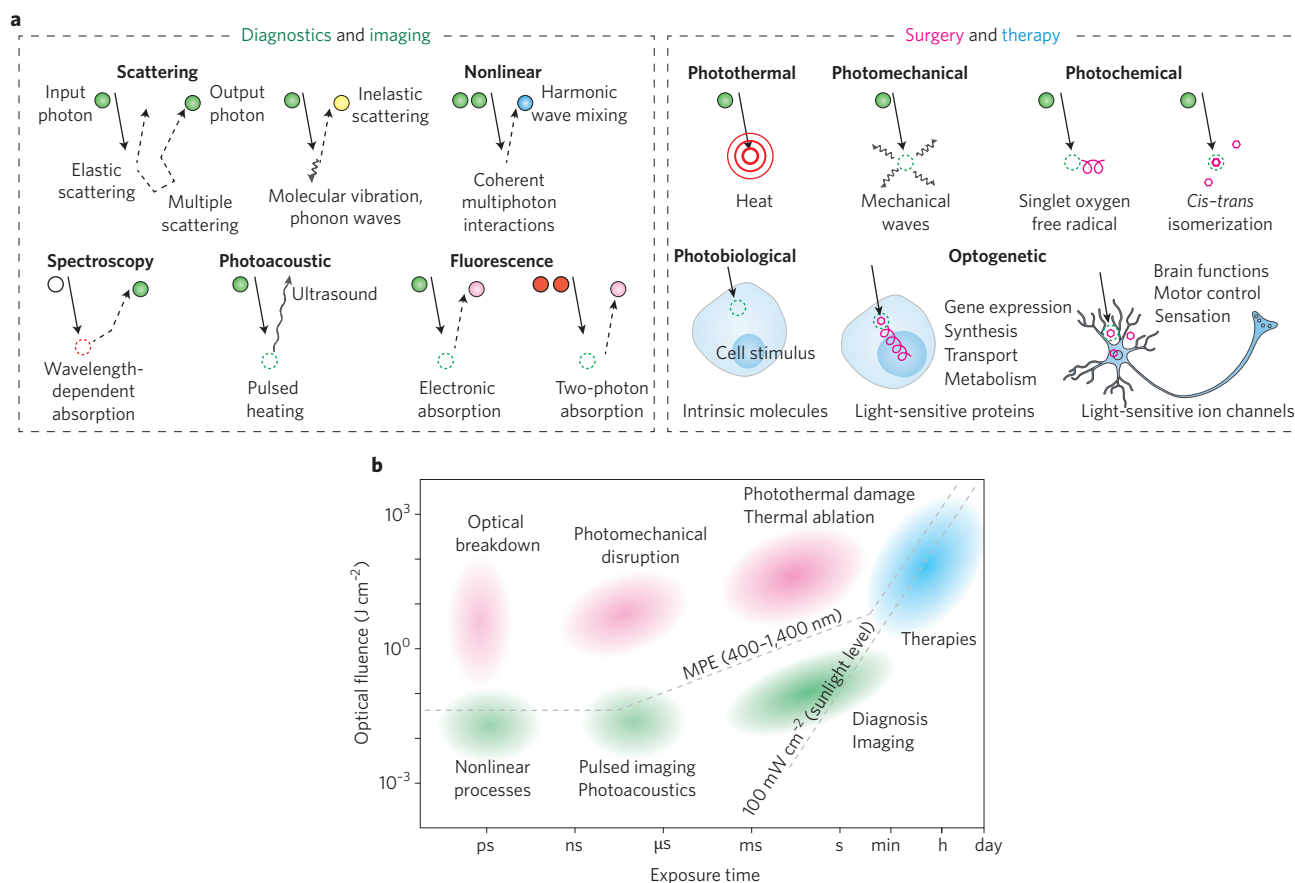 a
Diagnostics and imaging
Scattering
Input
photon
Output
photon
Elastic
scattering
Multiple
scattering
Inelastic
scattering
Molecular vibration,
phonon waves
Nonlinear
Harmonic
wave mixing
Coherent
multiphoton
interactions
Spectroscopy
Wavelength-
dependent
absorption
Photoacoustic
Ultrasound
Pulsed
heating
Fluorescence
Electronic
absorption
Two-photon
absorption
Surgery and therapy
Photothermal
Heat
Photomechanical
Mechanical
waves
Photochemical
Singlet oxygen
free radical
Cis–trans
isomerization
Photobiological
Cell stimulus
Intrinsic molecules
Optogenetic
Gene expression
Synthesis
Transport
Metabolism
Light-sensitive proteins
Brain functions
Motor control
Sensation
Light-sensitive ion channels
b
Optical fluence (J cm⁻²)
10³
10⁰
10⁻³
Optical
breakdown
Photomechanical
disruption
Photothermal damage
Thermal ablation
MPE (400–1,400 nm)
100 mW cm⁻² (sunlight level)
Therapies
Diagnosis
Imaging
Nonlinear
processes
Pulsed imaging
Photoacoustics
ps
ns
μs
ms
s
min
h
day
Exposure time